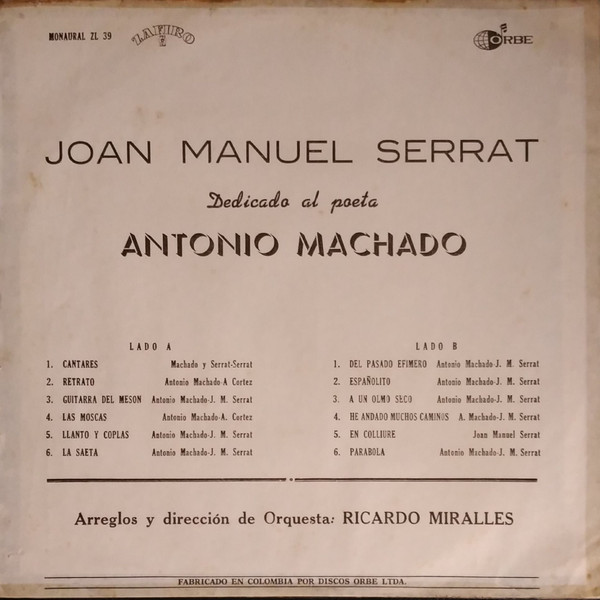 MONAURAL ZL 39 ZAFIRO ORBE
JOAN MANUEL SERRAT
Dedicado al poeta
ANTONIO MACHADO
LADO A
1. CANTARES Machado y Serrat-Serrat
2. RETRATO Antonio Machado-A Cortez
3. GUITARRA DEL MESON Antonio Machado-J. M. Serrat
4. LAS MOSCAS Antonio Machado-A. Cortez
5. LLANTO Y COPLAS Antonio Machado-J. M. Serrat
6. LA SAETA Antonio Machado-J. M. Serrat
LADO B
1. DEL PASADO EFIMERO Antonio Machado-J. M. Serrat
2. ESPAÑOLITO Antonio Machado-J. M. Serrat
3. A UN OLMO SECO Antonio Machado-J. M. Serrat
4. HE ANDADO MUCHOS CAMINOS A. Machado-J. M. Serrat
5. EN COLLIURE Joan Manuel Serrat
6. PARABOLA Antonio Machado-J. M. Serrat
Arreglos y dirección de Orquesta: RICARDO MIRALLES
FABRICADO EN COLOMBIA POR DISCOS ORBE LTDA.